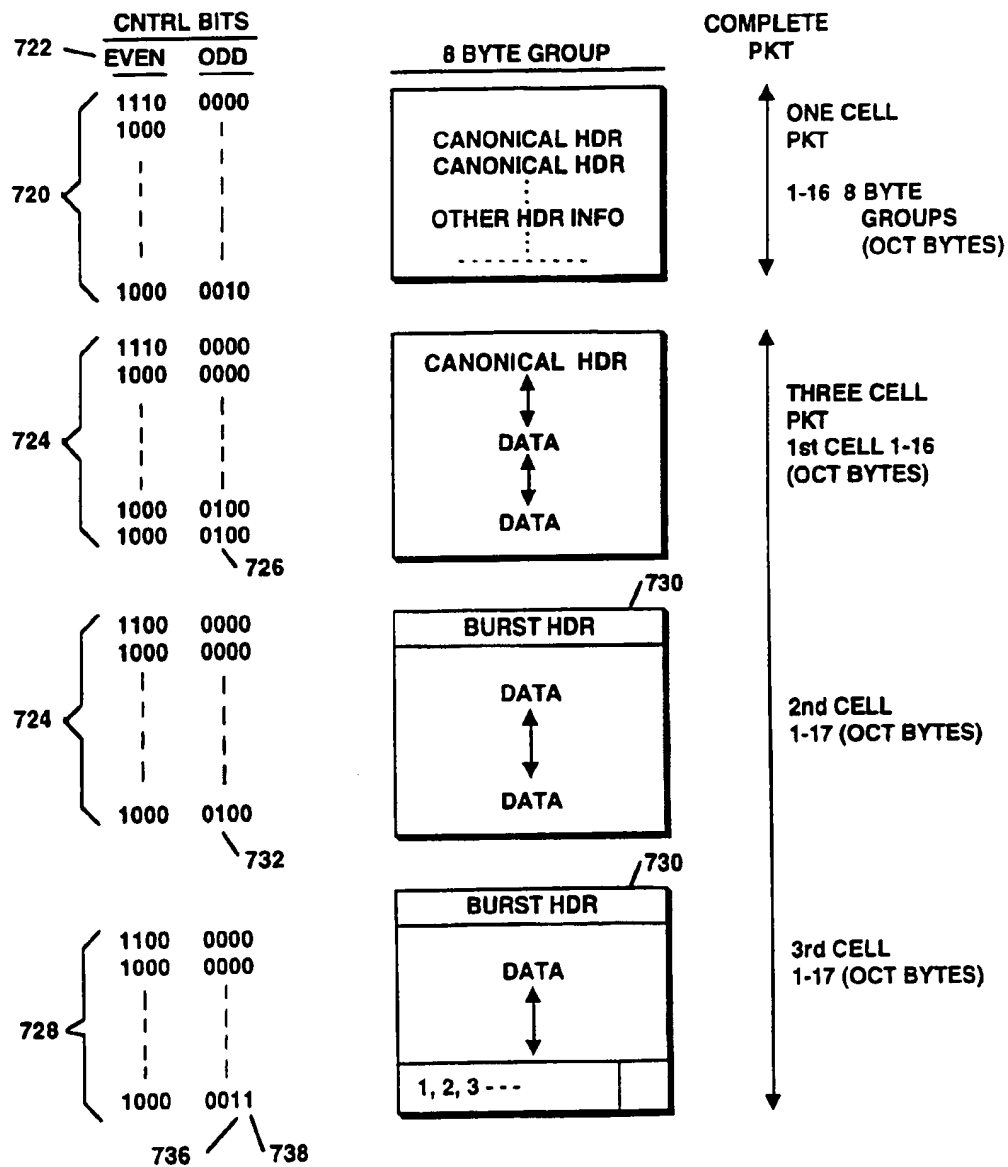 CNTRL BITS
722 EVEN ODD
8 BYTE GROUP
COMPLETE
PKT
720
1110 0000
1000
1000 0010
CANONICAL HDR
CANONICAL HDR
OTHER HDR INFO
ONE CELL
PKT
1-16 8 BYTE
GROUPS
(OCT BYTES)
724
1110 0000
1000 0000
1000 0100
1000 0100
726
CANONICAL HDR
DATA
DATA
THREE CELL
PKT
1st CELL 1-16
(OCT BYTES)
724
1100 0000
1000 0000
1000 0100
732
730
BURST HDR
DATA
DATA
2nd CELL
1-17 (OCT BYTES)
728
1100 0000
1000 0000
1000 0011
736 738
730
BURST HDR
DATA
1, 2, 3 - - -
3rd CELL
1-17 (OCT BYTES)